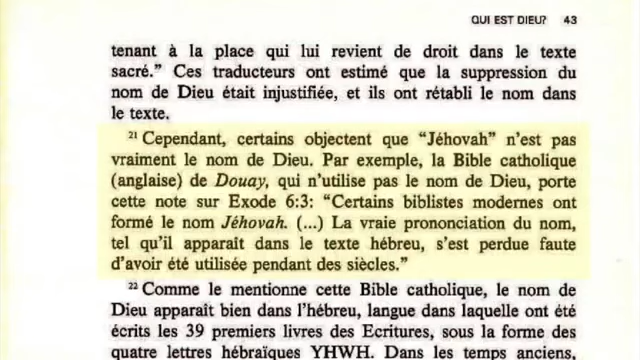 QUI EST DIEU? 43
tenant à la place qui lui revient de droit dans le texte
sacré.” Ces traducteurs ont estimé que la suppression du
nom de Dieu était injustifiée, et ils ont rétabli le nom dans
le texte.
²¹ Cependant, certains objectent que “Jéhovah” n’est pas
vraiment le nom de Dieu. Par exemple, la Bible catholique
(anglaise) de Douay, qui n’utilise pas le nom de Dieu, porte
cette note sur Exode 6:3: “Certains biblistes modernes ont
formé le nom Jéhovah. (...) La vraie prononciation du nom,
tel qu’il apparaît dans le texte hébreu, s’est perdue faute
d’avoir été utilisée pendant des siècles.”
²² Comme le mentionne cette Bible catholique, le nom de
Dieu apparaît bien dans l’hébreu, langue dans laquelle ont été
écrits les 39 premiers livres des Ecritures, sous la forme des
quatre lettres hébraïques YHWH. Dans les temps anciens,